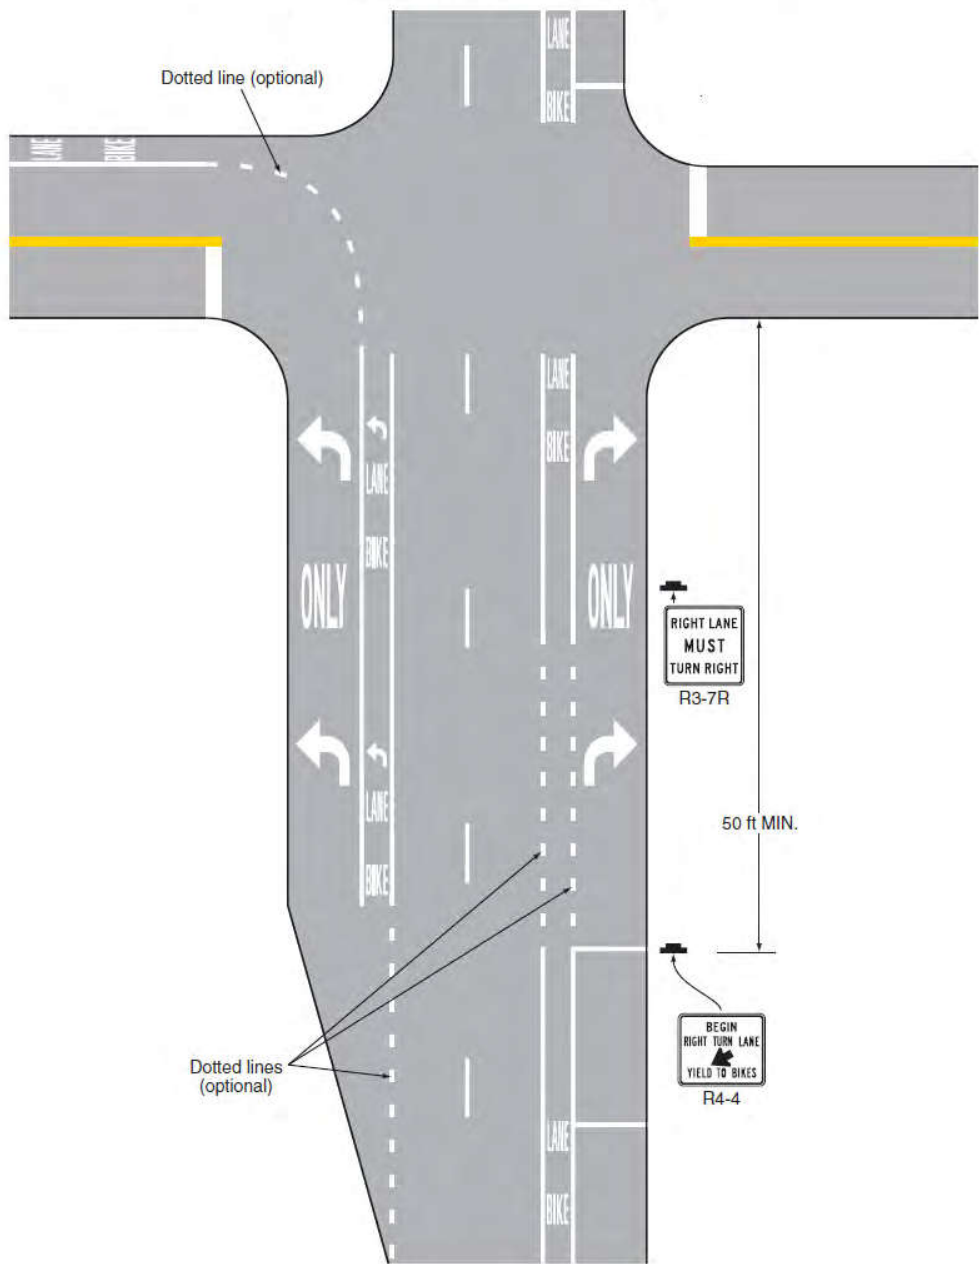 LANE
BIKE
Dotted line (optional)
LANE
BIKE
LANE
BIKE
LANE
BIKE
ONLY
ONLY
RIGHT LANE
MUST
TURN RIGHT
R3-7R
50 ft MIN.
LANE
BIKE
Dotted lines
(optional)
BEGIN
RIGHT TURN LANE
YIELD TO BIKES
R4-4
LANE
BIKE